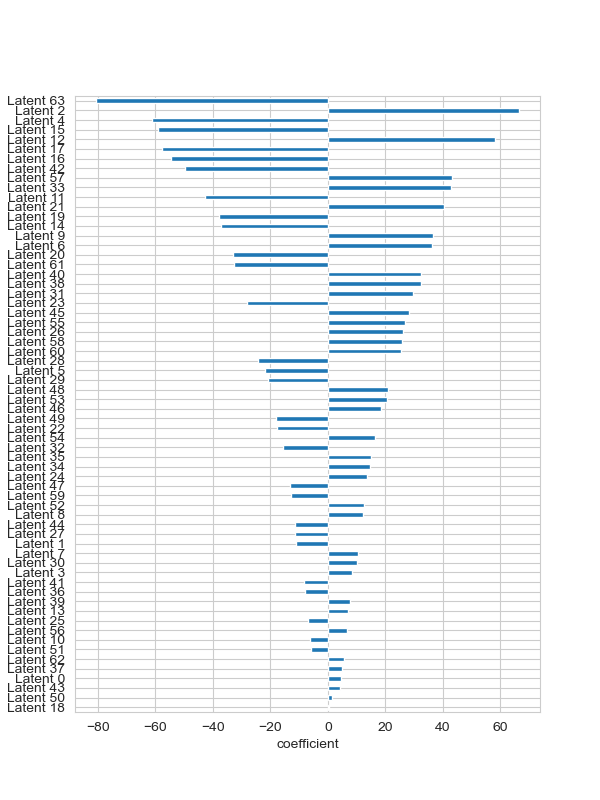 Latent 63
Latent 2
Latent 4
Latent 15
Latent 12
Latent 17
Latent 16
Latent 42
Latent 57
Latent 33
Latent 11
Latent 21
Latent 19
Latent 14
Latent 9
Latent 6
Latent 20
Latent 61
Latent 40
Latent 38
Latent 31
Latent 23
Latent 45
Latent 55
Latent 26
Latent 58
Latent 60
Latent 28
Latent 5
Latent 29
Latent 48
Latent 53
Latent 46
Latent 49
Latent 22
Latent 54
Latent 32
Latent 35
Latent 34
Latent 24
Latent 47
Latent 59
Latent 52
Latent 8
Latent 44
Latent 27
Latent 1
Latent 7
Latent 30
Latent 3
Latent 41
Latent 36
Latent 39
Latent 13
Latent 25
Latent 56
Latent 10
Latent 51
Latent 62
Latent 37
Latent 0
Latent 43
Latent 50
Latent 18
−80 −60 −40 −20 0 20 40 60
coefficient